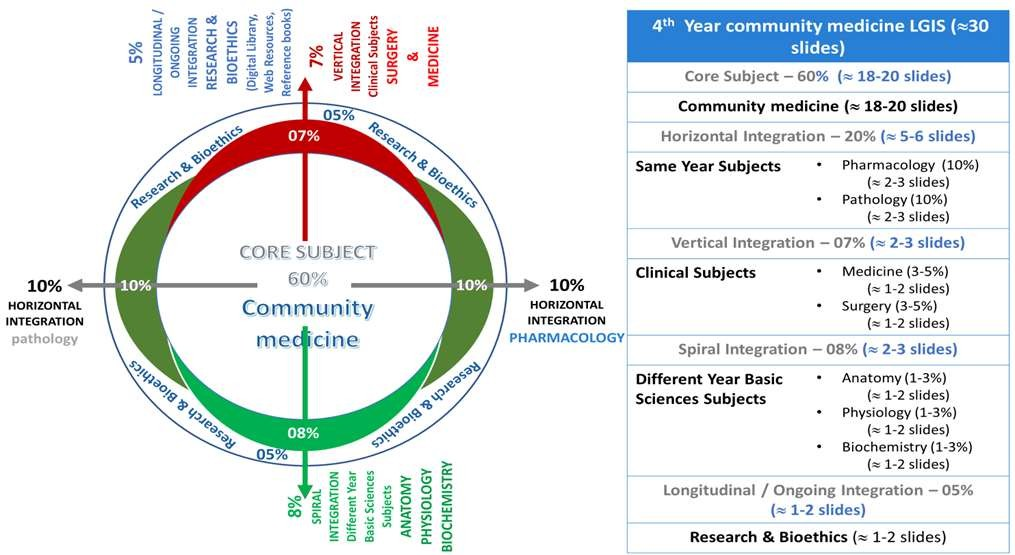 5%
LONGITUDINAL /
ONGOING
INTEGRATION
RESEARCH &
BIOETHICS
(Digital Library,
Web Resources,
Reference books)
7%
VERTICAL
INTEGRATION
Clinical Subjects
SURGERY
&
MEDICINE
05%
07%
Research & Bioethics
Research & Bioethics
CORE SUBJECT
60%
Community
medicine
10%
HORIZONTAL
INTEGRATION
pathology
10%
10%
10%
HORIZONTAL
INTEGRATION
PHARMACOLOGY
Research & Bioethics
Research & Bioethics
08%
05%
8%
SPIRAL
INTEGRATION
Different Year
Basic Sciences
Subjects
ANATOMY
PHYSIOLOGY
BIOCHEMISTRY
4th Year community medicine LGIS (≈30
slides)
Core Subject – 60% (≈ 18-20 slides)
Community medicine (≈ 18-20 slides)
Horizontal Integration – 20% (≈ 5-6 slides)
Same Year Subjects
• Pharmacology (10%)
(≈ 2-3 slides)
• Pathology (10%)
(≈ 2-3 slides)
Vertical Integration – 07% (≈ 2-3 slides)
Clinical Subjects
• Medicine (3-5%)
(≈ 1-2 slides)
• Surgery (3-5%)
(≈ 1-2 slides)
Spiral Integration – 08% (≈ 2-3 slides)
Different Year Basic
Sciences Subjects
• Anatomy (1-3%)
(≈ 1-2 slides)
• Physiology (1-3%)
(≈ 1-2 slides)
• Biochemistry (1-3%)
(≈ 1-2 slides)
Longitudinal / Ongoing Integration – 05%
(≈ 1-2 slides)
Research & Bioethics (≈ 1-2 slides)